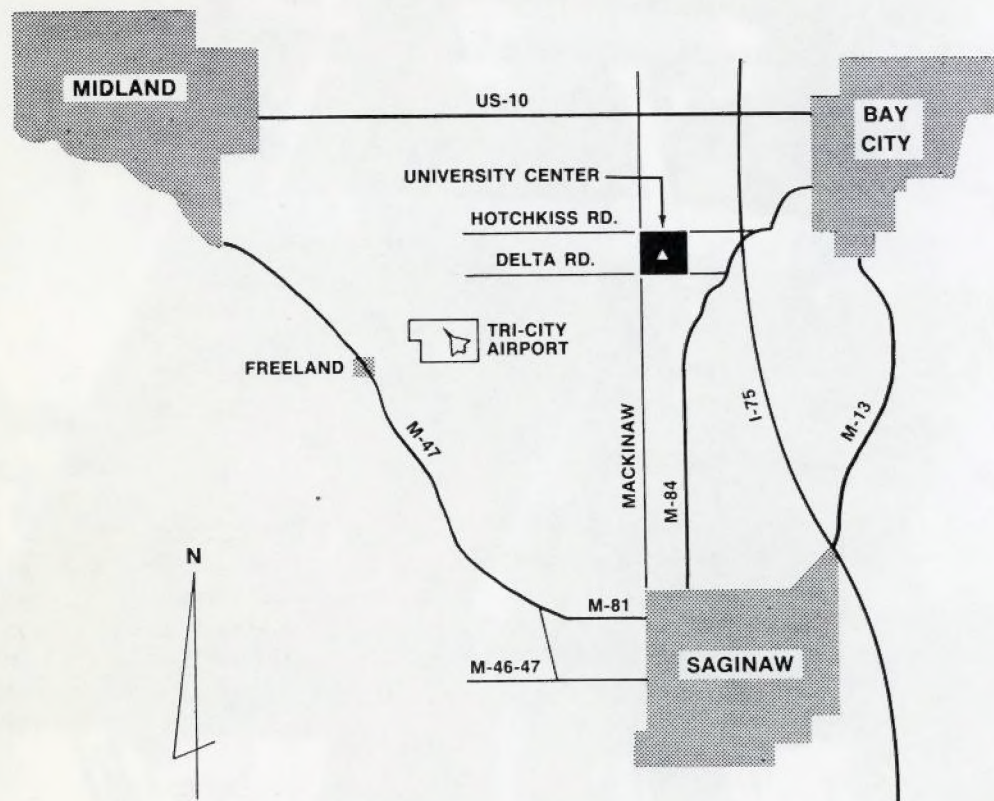 MIDLAND
US-10
BAY
CITY
UNIVERSITY CENTER
HOTCHKISS RD.
DELTA RD.
TRI-CITY
AIRPORT
FREELAND
M-47
MACKINAW
M-84
I-75
M-13
N
M-81
M-46-47
SAGINAW